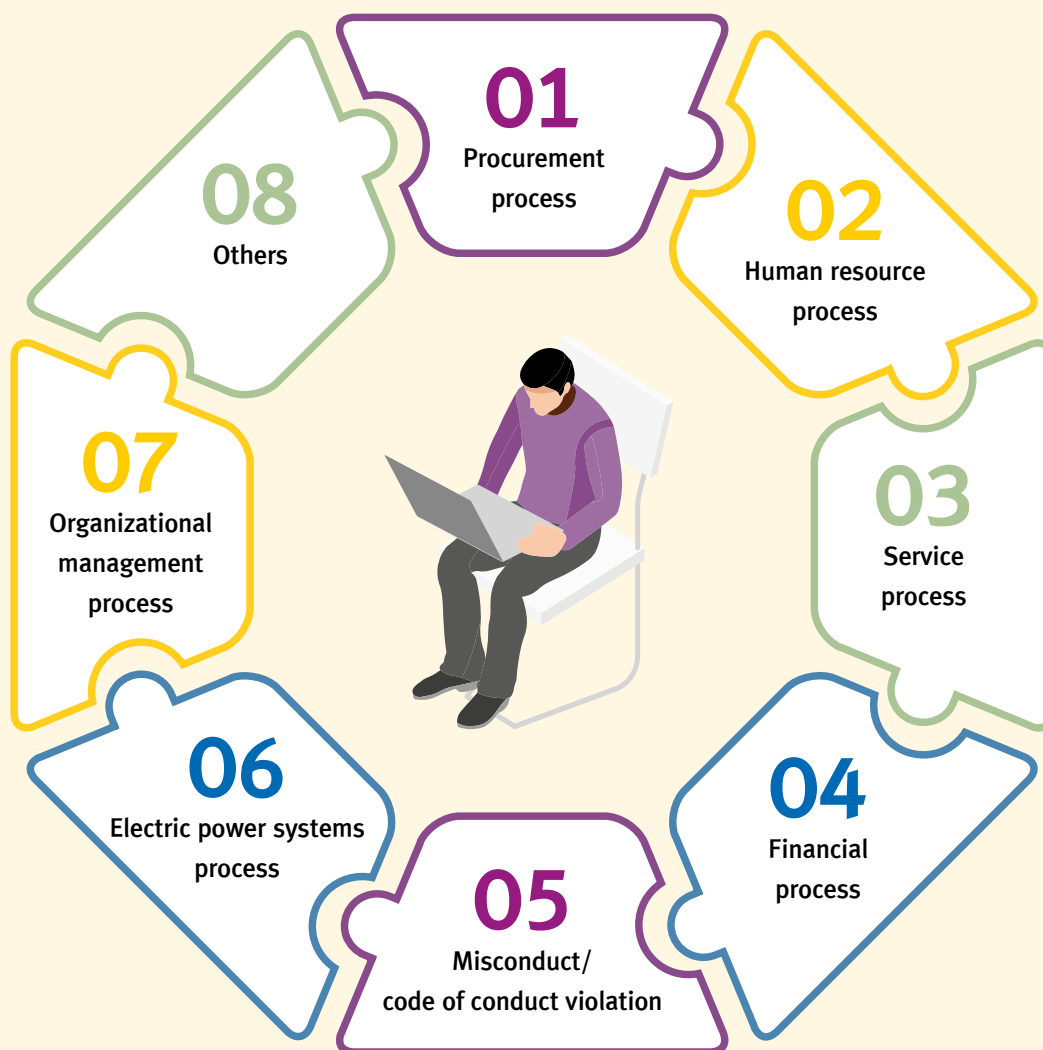 01
Procurement
process
02
Human resource
process
03
Service
process
04
Financial
process
05
Misconduct/
code of conduct violation
06
Electric power systems
process
07
Organizational
management
process
08
Others